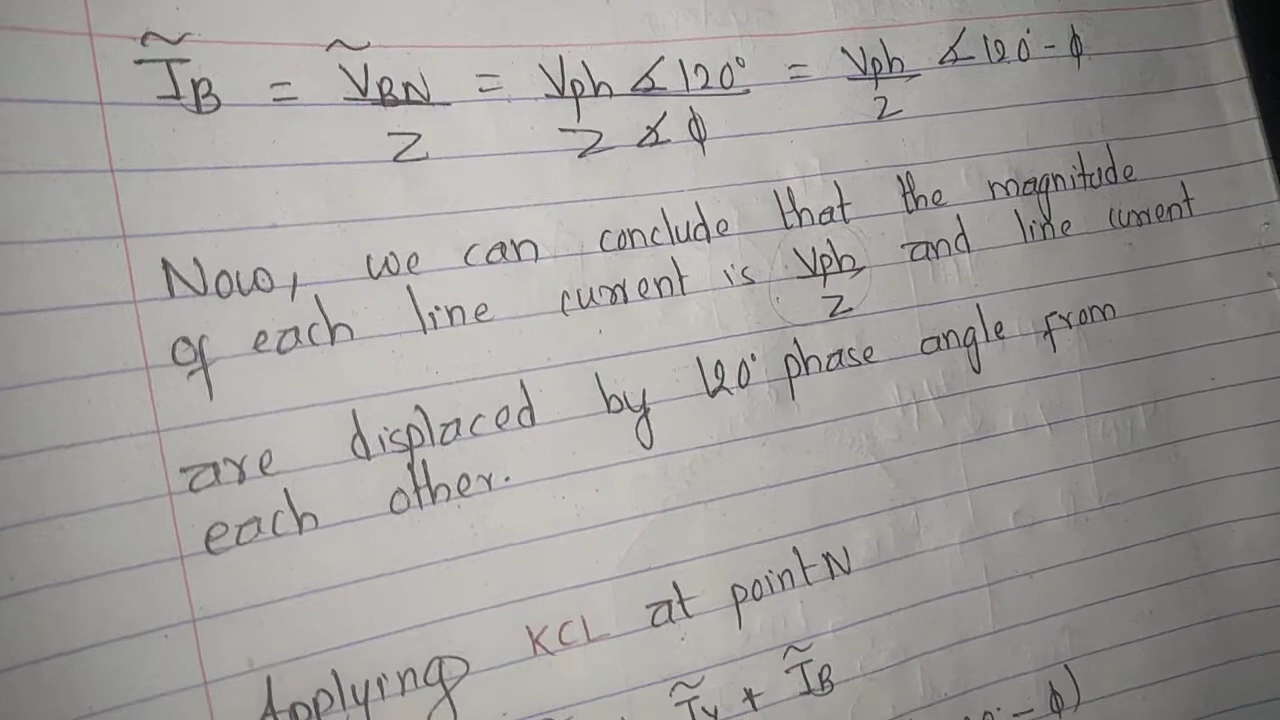 ĨB = ṼBN / Z = Vph ∠120° / Z ∠ϕ = Vph / Z ∠120° - ϕ
Now, we can conclude that the magnitude
of each line current is Vph / Z and line current
are displaced by 120° phase angle from
each other.
Applying KCL at point N
Ĩy + ĨB
- ϕ)